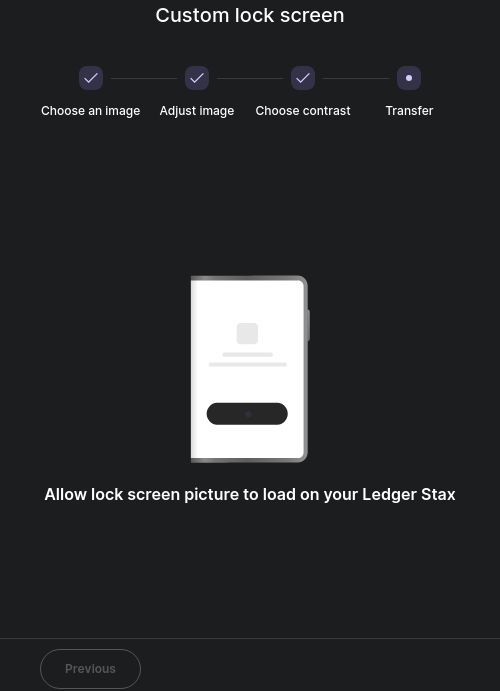 Custom lock screen
Choose an image
Adjust image
Choose contrast
Transfer
Allow lock screen picture to load on your Ledger Stax
Previous